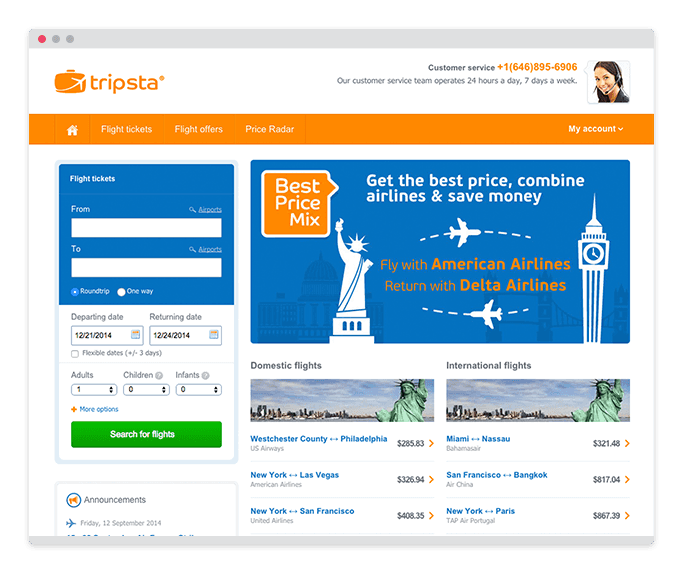 Customer service +1(646)895-6906
Our customer service team operates 24 hours a day, 7 days a week.
tripsta®
Flight tickets
Flight offers
Price Radar
My account
Flight tickets
From
Airports
To
Airports
Roundtrip
One way
Departing date
Returning date
12/21/2014
12/24/2014
Flexible dates (+/- 3 days)
Adults
Children ?
Infants ?
1
0
0
+ More options
Search for flights
Announcements
Friday, 12 September 2014
Best
Price
Mix
Get the best price, combine
airlines & save money
Fly with American Airlines
Return with Delta Airlines
Domestic flights
Westchester County ↔ Philadelphia
US Airways
$285.83
New York ↔ Las Vegas
American Airlines
$326.94
New York ↔ San Francisco
United Airlines
$408.35
International flights
Miami ↔ Nassau
Bahamasair
$321.48
San Francisco ↔ Bangkok
Air China
$817.04
New York ↔ Paris
TAP Air Portugal
$867.39